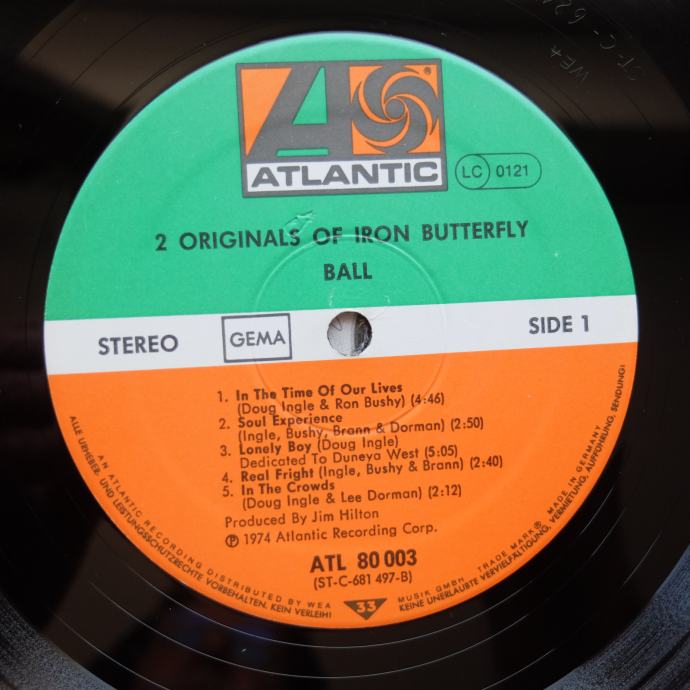 ATLANTIC
®
LC 0121
2 ORIGINALS OF IRON BUTTERFLY
BALL
STEREO
GEMA
SIDE 1
1. In The Time Of Our Lives
(Doug Ingle & Ron Bushy) (4:46)
2. Soul Experience
(Ingle, Bushy, Brann & Dorman) (2:50)
3. Lonely Boy (Doug Ingle)
Dedicated To Duneya West (5:05)
4. Real Fright (Ingle, Bushy & Brann) (2:40)
5. In The Crowds
(Doug Ingle & Lee Dorman) (2:12)
Produced By Jim Hilton
℗ 1974 Atlantic Recording Corp.
ATL 80 003
(ST-C-681 497-B)
33
AN ATLANTIC RECORDING DISTRIBUTED BY WEA MUSIK GMBH TRADE MARK ® MADE IN GERMANY
ALLE URHEBER- UND LEISTUNGSSCHUTZRECHTE VORBEHALTEN. KEIN VERLEIH! KEINE UNERLAUBTE VERVIELFÄLTIGUNG, VERMIETUNG, AUFFÜHRUNG, SENDUNG!
WEA